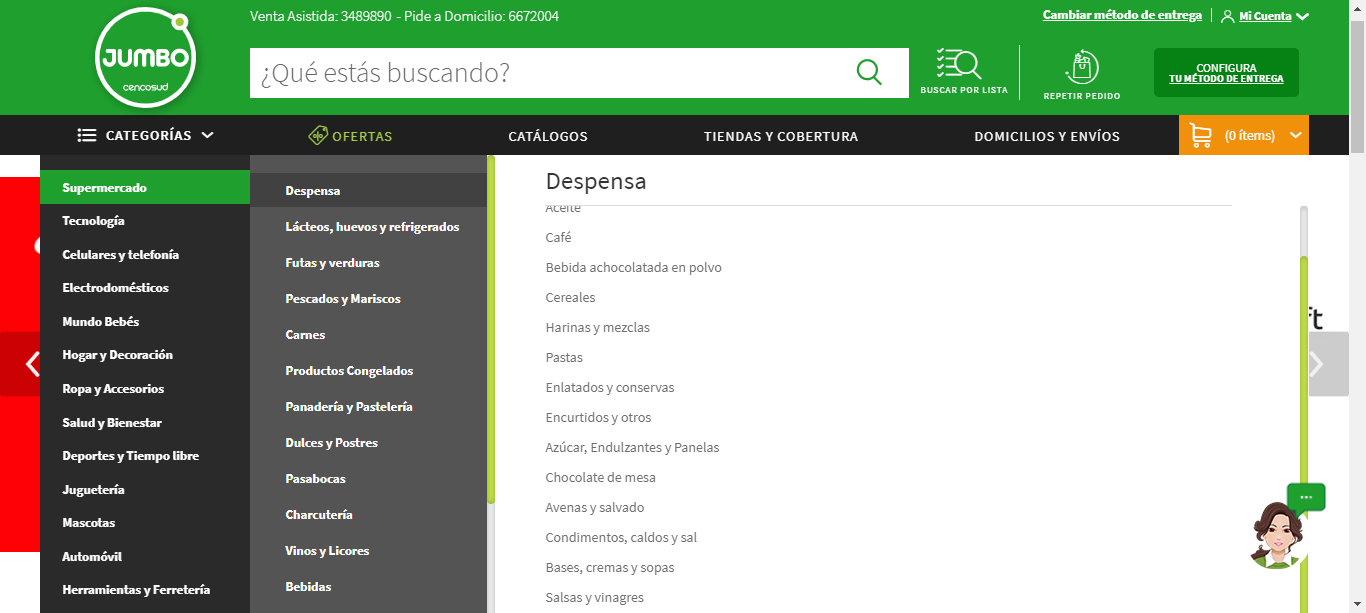 Venta Asistida: 3489890 - Pide a Domicilio: 6672004
Cambiar método de entrega
Mi Cuenta
JUMBO
cencosud
¿Qué estás buscando?
BUSCAR POR LISTA
REPETIR PEDIDO
CONFIGURA
TU MÉTODO DE ENTREGA
CATEGORÍAS
OFERTAS
CATÁLOGOS
TIENDAS Y COBERTURA
DOMICILIOS Y ENVÍOS
(0 ítems)
Supermercado
Tecnología
Celulares y telefonía
Electrodomésticos
Mundo Bebés
Hogar y Decoración
Ropa y Accesorios
Salud y Bienestar
Deportes y Tiempo libre
Juguetería
Mascotas
Automóvil
Herramientas y Ferretería
Despensa
Lácteos, huevos y refrigerados
Futas y verduras
Pescados y Mariscos
Carnes
Productos Congelados
Panadería y Pastelería
Dulces y Postres
Pasabocas
Charcutería
Vinos y Licores
Bebidas
Despensa
Aceite
Café
Bebida achocolatada en polvo
Cereales
Harinas y mezclas
Pastas
Enlatados y conservas
Encurtidos y otros
Azúcar, Endulzantes y Panelas
Chocolate de mesa
Avenas y salvado
Condimentos, caldos y sal
Bases, cremas y sopas
Salsas y vinagres